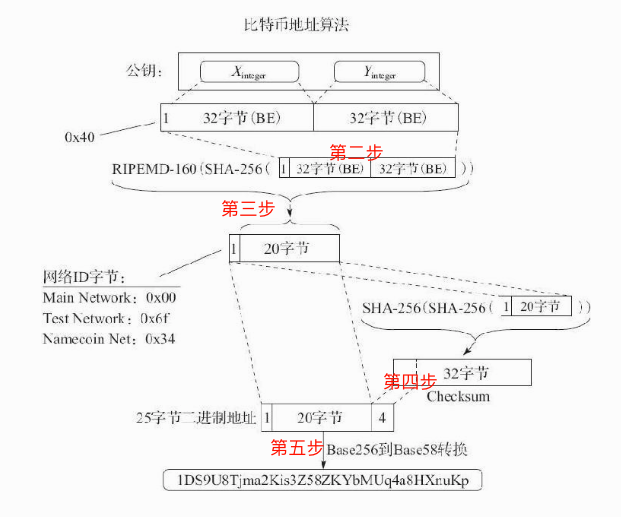 比特币地址算法
公钥：
Xinteger
Yinteger
1 32字节(BE) 32字节(BE)
0x40
第二步
RIPEMD-160(SHA-256( 1 32字节(BE) 32字节(BE) ))
第三步
1 20字节
网络ID字节：
Main Network：0x00
Test Network：0x6f
Namecoin Net：0x34
SHA-256(SHA-256( 1 20字节 ))
第四步
32字节
Checksum
25字节二进制地址 1 20字节 4
第五步
Base256到Base58转换
1DS9U8Tjma2Kis3Z58ZKYbMUq4a8HXnuKp